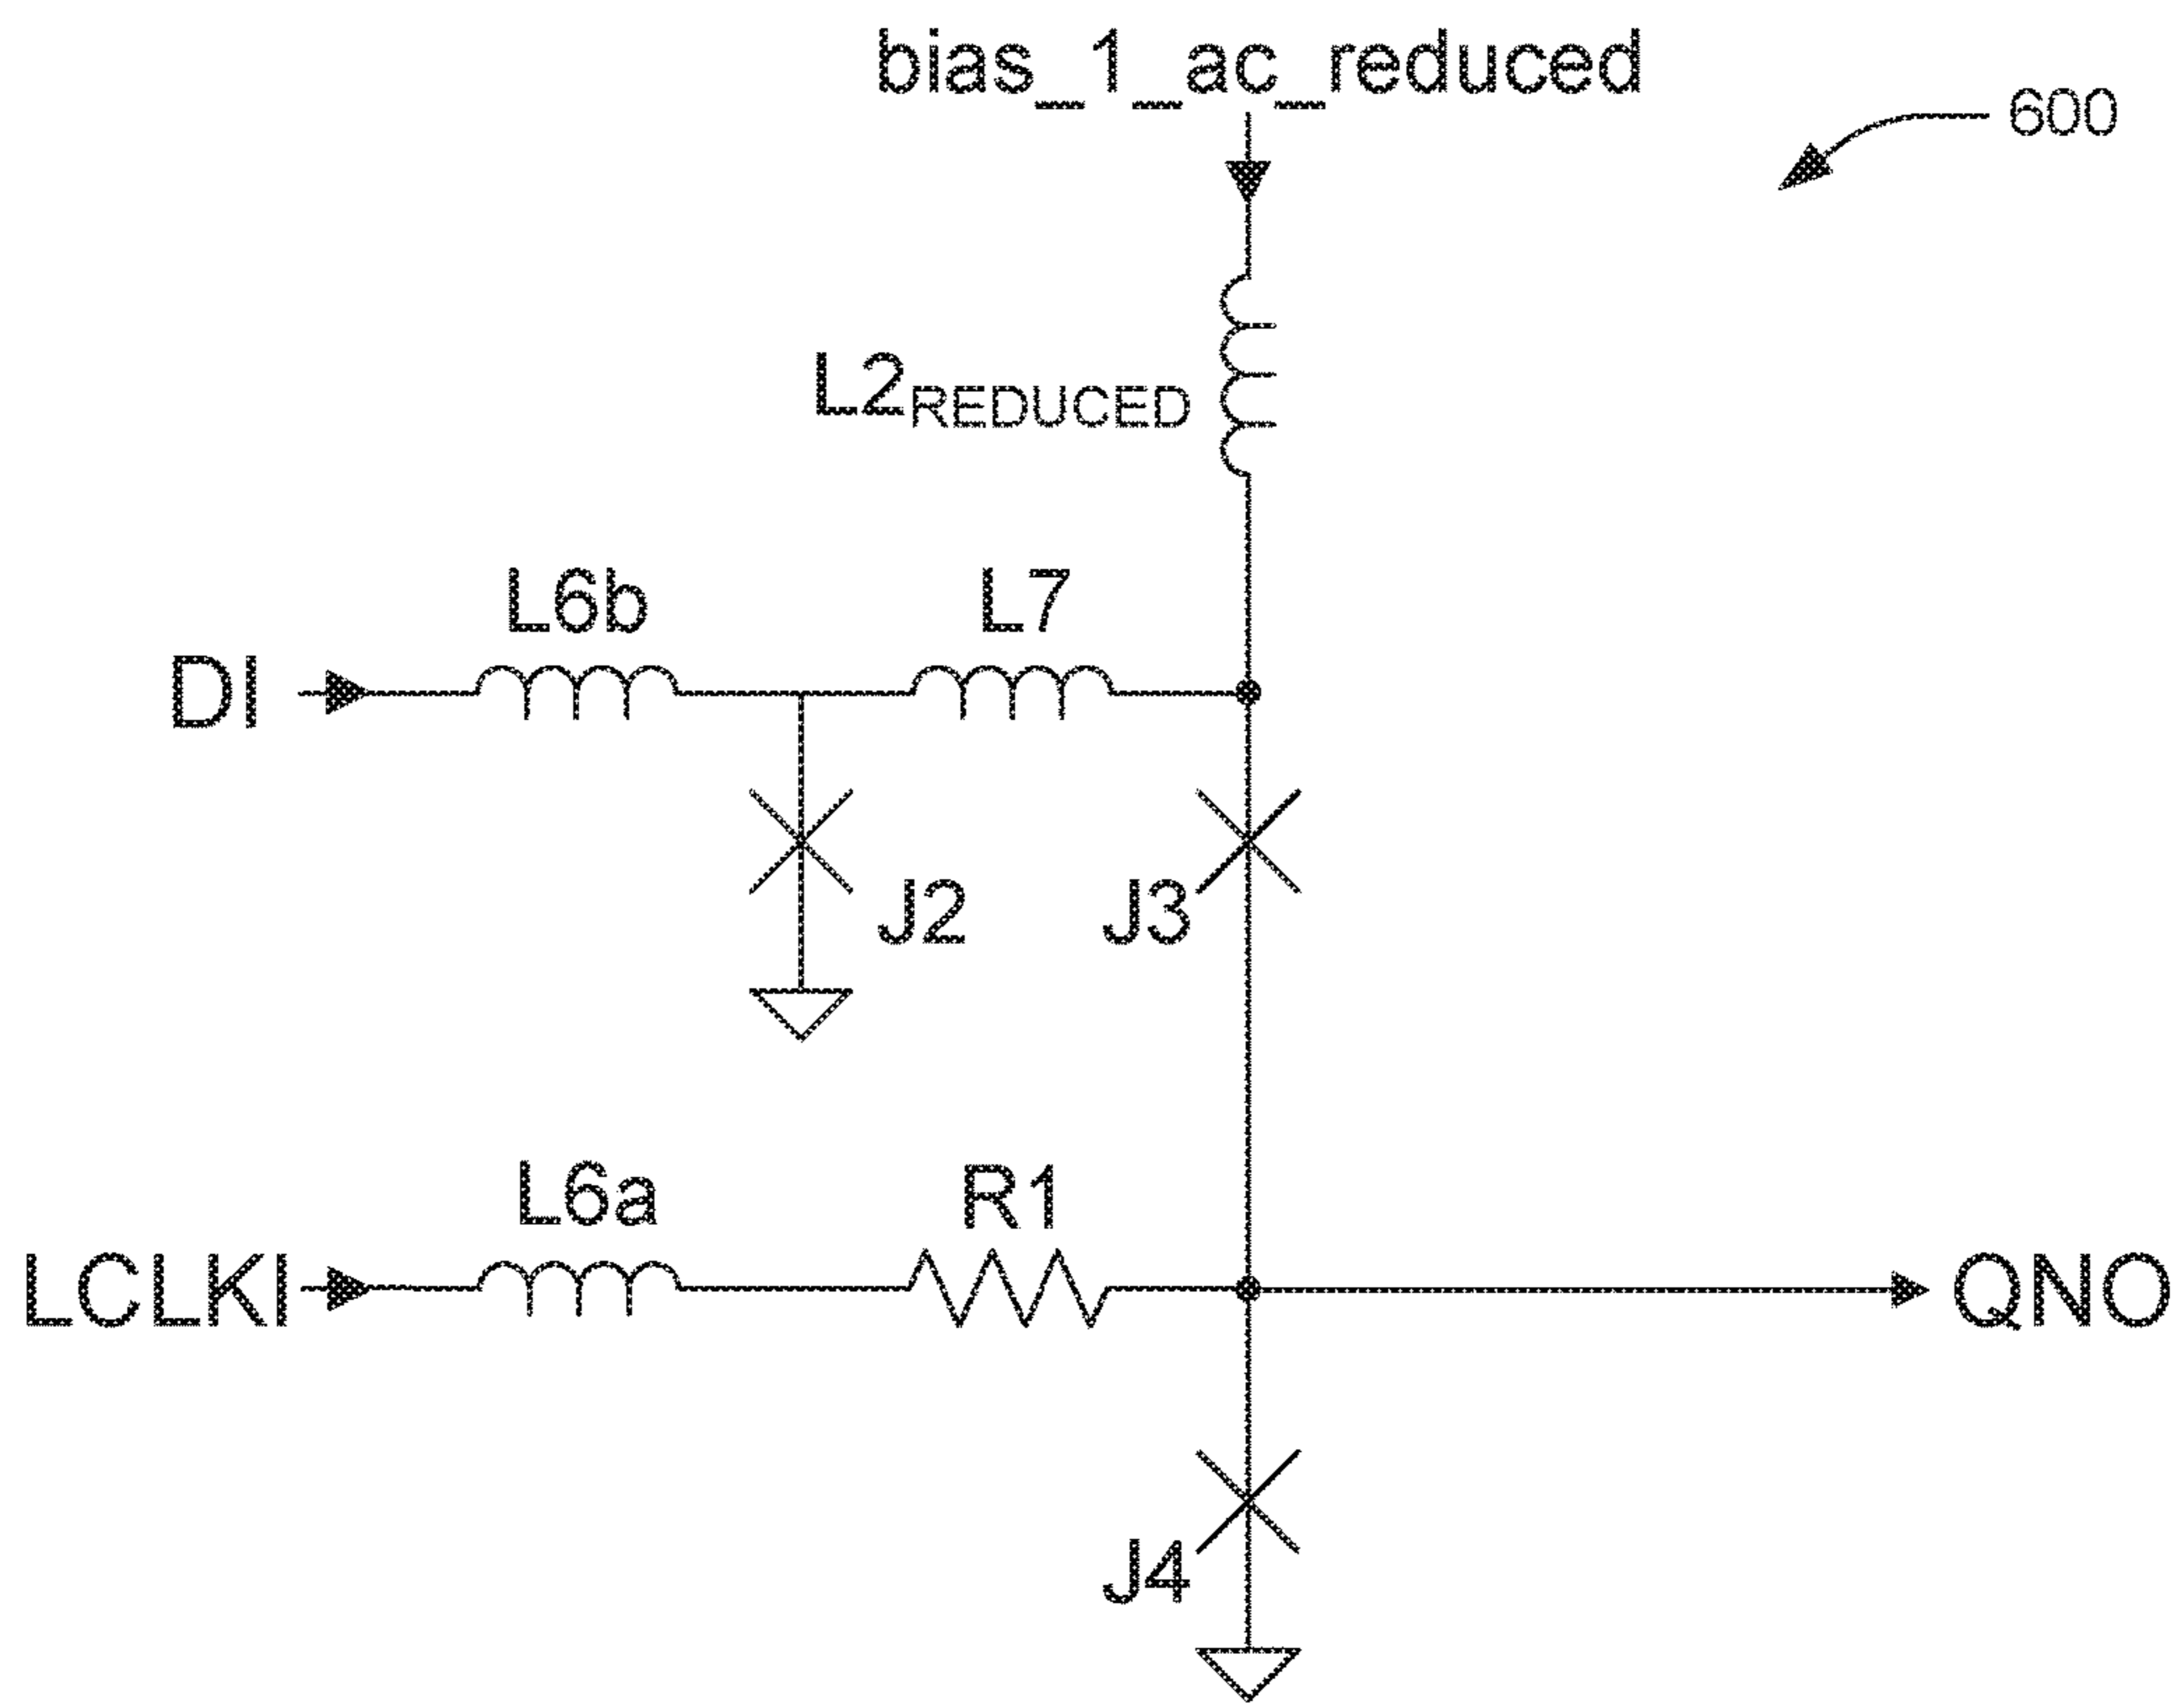 bias_1_ac_reduced
600
L2REDUCED
L6b
L7
DI
J2
J3
L6a
R1
LCLKI
QNO
J4